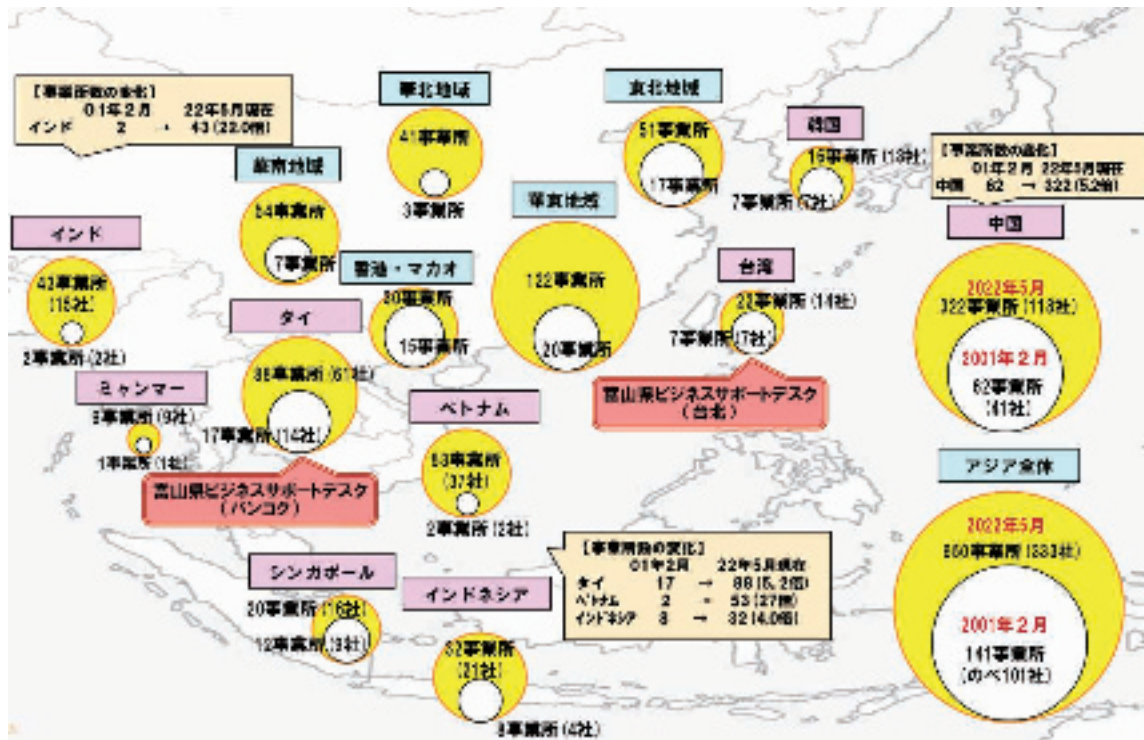 【事業所数の変化】
01年2月 22年5月現在
インド 2 → 43(22.0倍)
華北地域
41事業所
3事業所
東北地域
51事業所
17事業所
韓国
16事業所(13社)
7事業所(7社)
【事業所数の変化】
01年2月 22年5月現在
中国 62 → 322(5.2倍)
華南地域
54事業所
7事業所
華東地域
122事業所
20事業所
中国
2022年5月
322事業所(118社)
2001年2月
62事業所
(41社)
インド
(15社)
2事業所(2社)
香港・マカオ
30事業所
15事業所
台湾
22事業所(14社)
7事業所(7社)
富山県ビジネスサポートデスク
(台北)
タイ
88事業所(61社)
17事業所(14社)
富山県ビジネスサポートデスク
(バンコク)
ミャンマー
9事業所(9社)
1事業所(1社)
ベトナム
53事業所
(37社)
2事業所(2社)
アジア全体
2022年5月
(333社)
2001年2月
141事業所
(のべ101社)
【事業所数の変化】
01年2月 22年5月現在
タイ 17 → 88(5.2倍)
ベトナム 2 → 53(27倍)
インドネシア 8 → 32(4.0倍)
シンガポール
20事業所(16社)
12事業所(9社)
インドネシア
32事業所
(21社)
8事業所(4社)